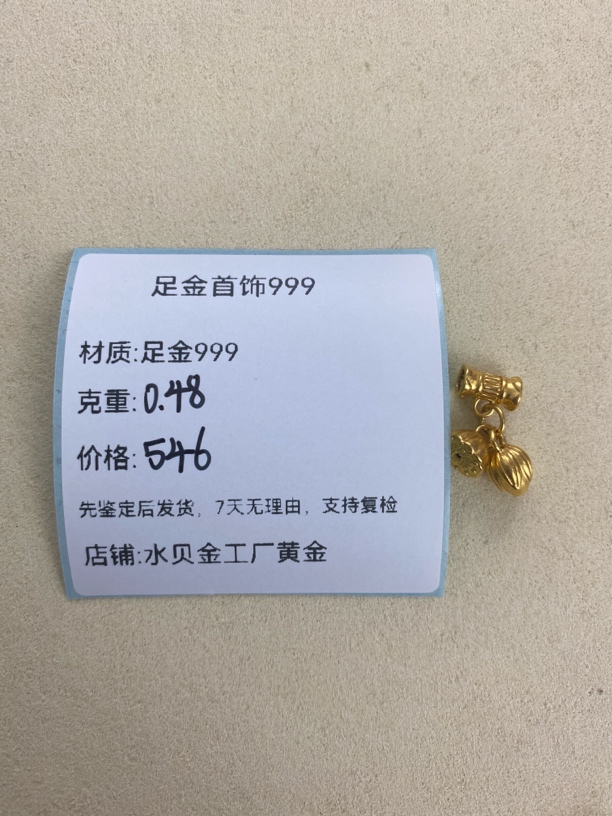 足金首饰999
材质:足金999
克重:0.48
价格:546
先鉴定后发货，7天无理由，支持复检
店铺:水贝金工厂黄金